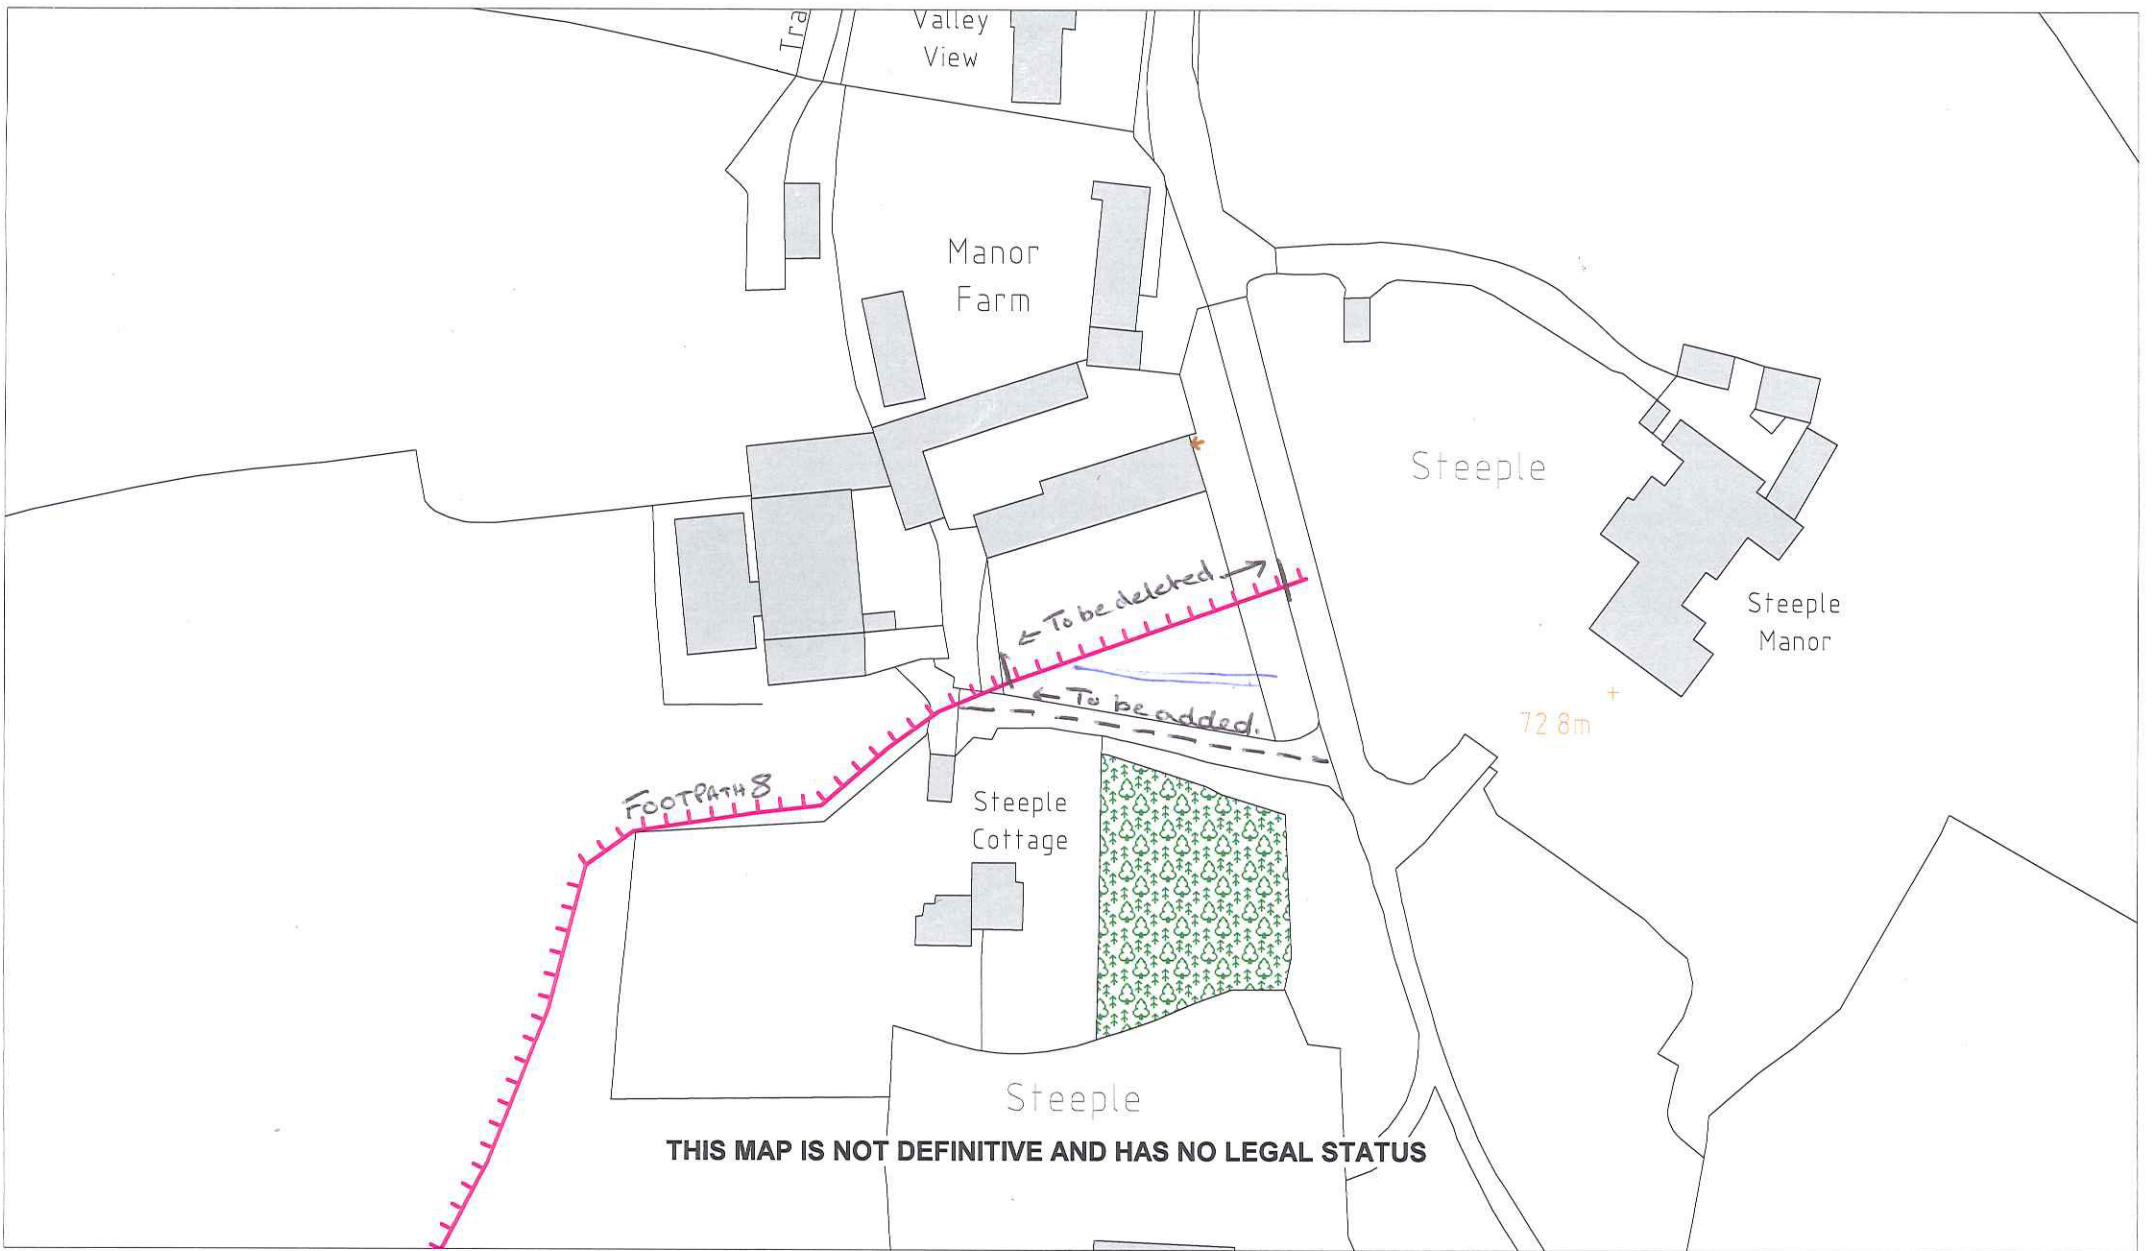 Tra
Valley
View
Manor
Farm
Steeple
Steeple
Manor
← To be deleted →
← To be added.
72 8m
FOOTPATH 8
Steeple
Cottage
Steeple
THIS MAP IS NOT DEFINITIVE AND HAS NO LEGAL STATUS